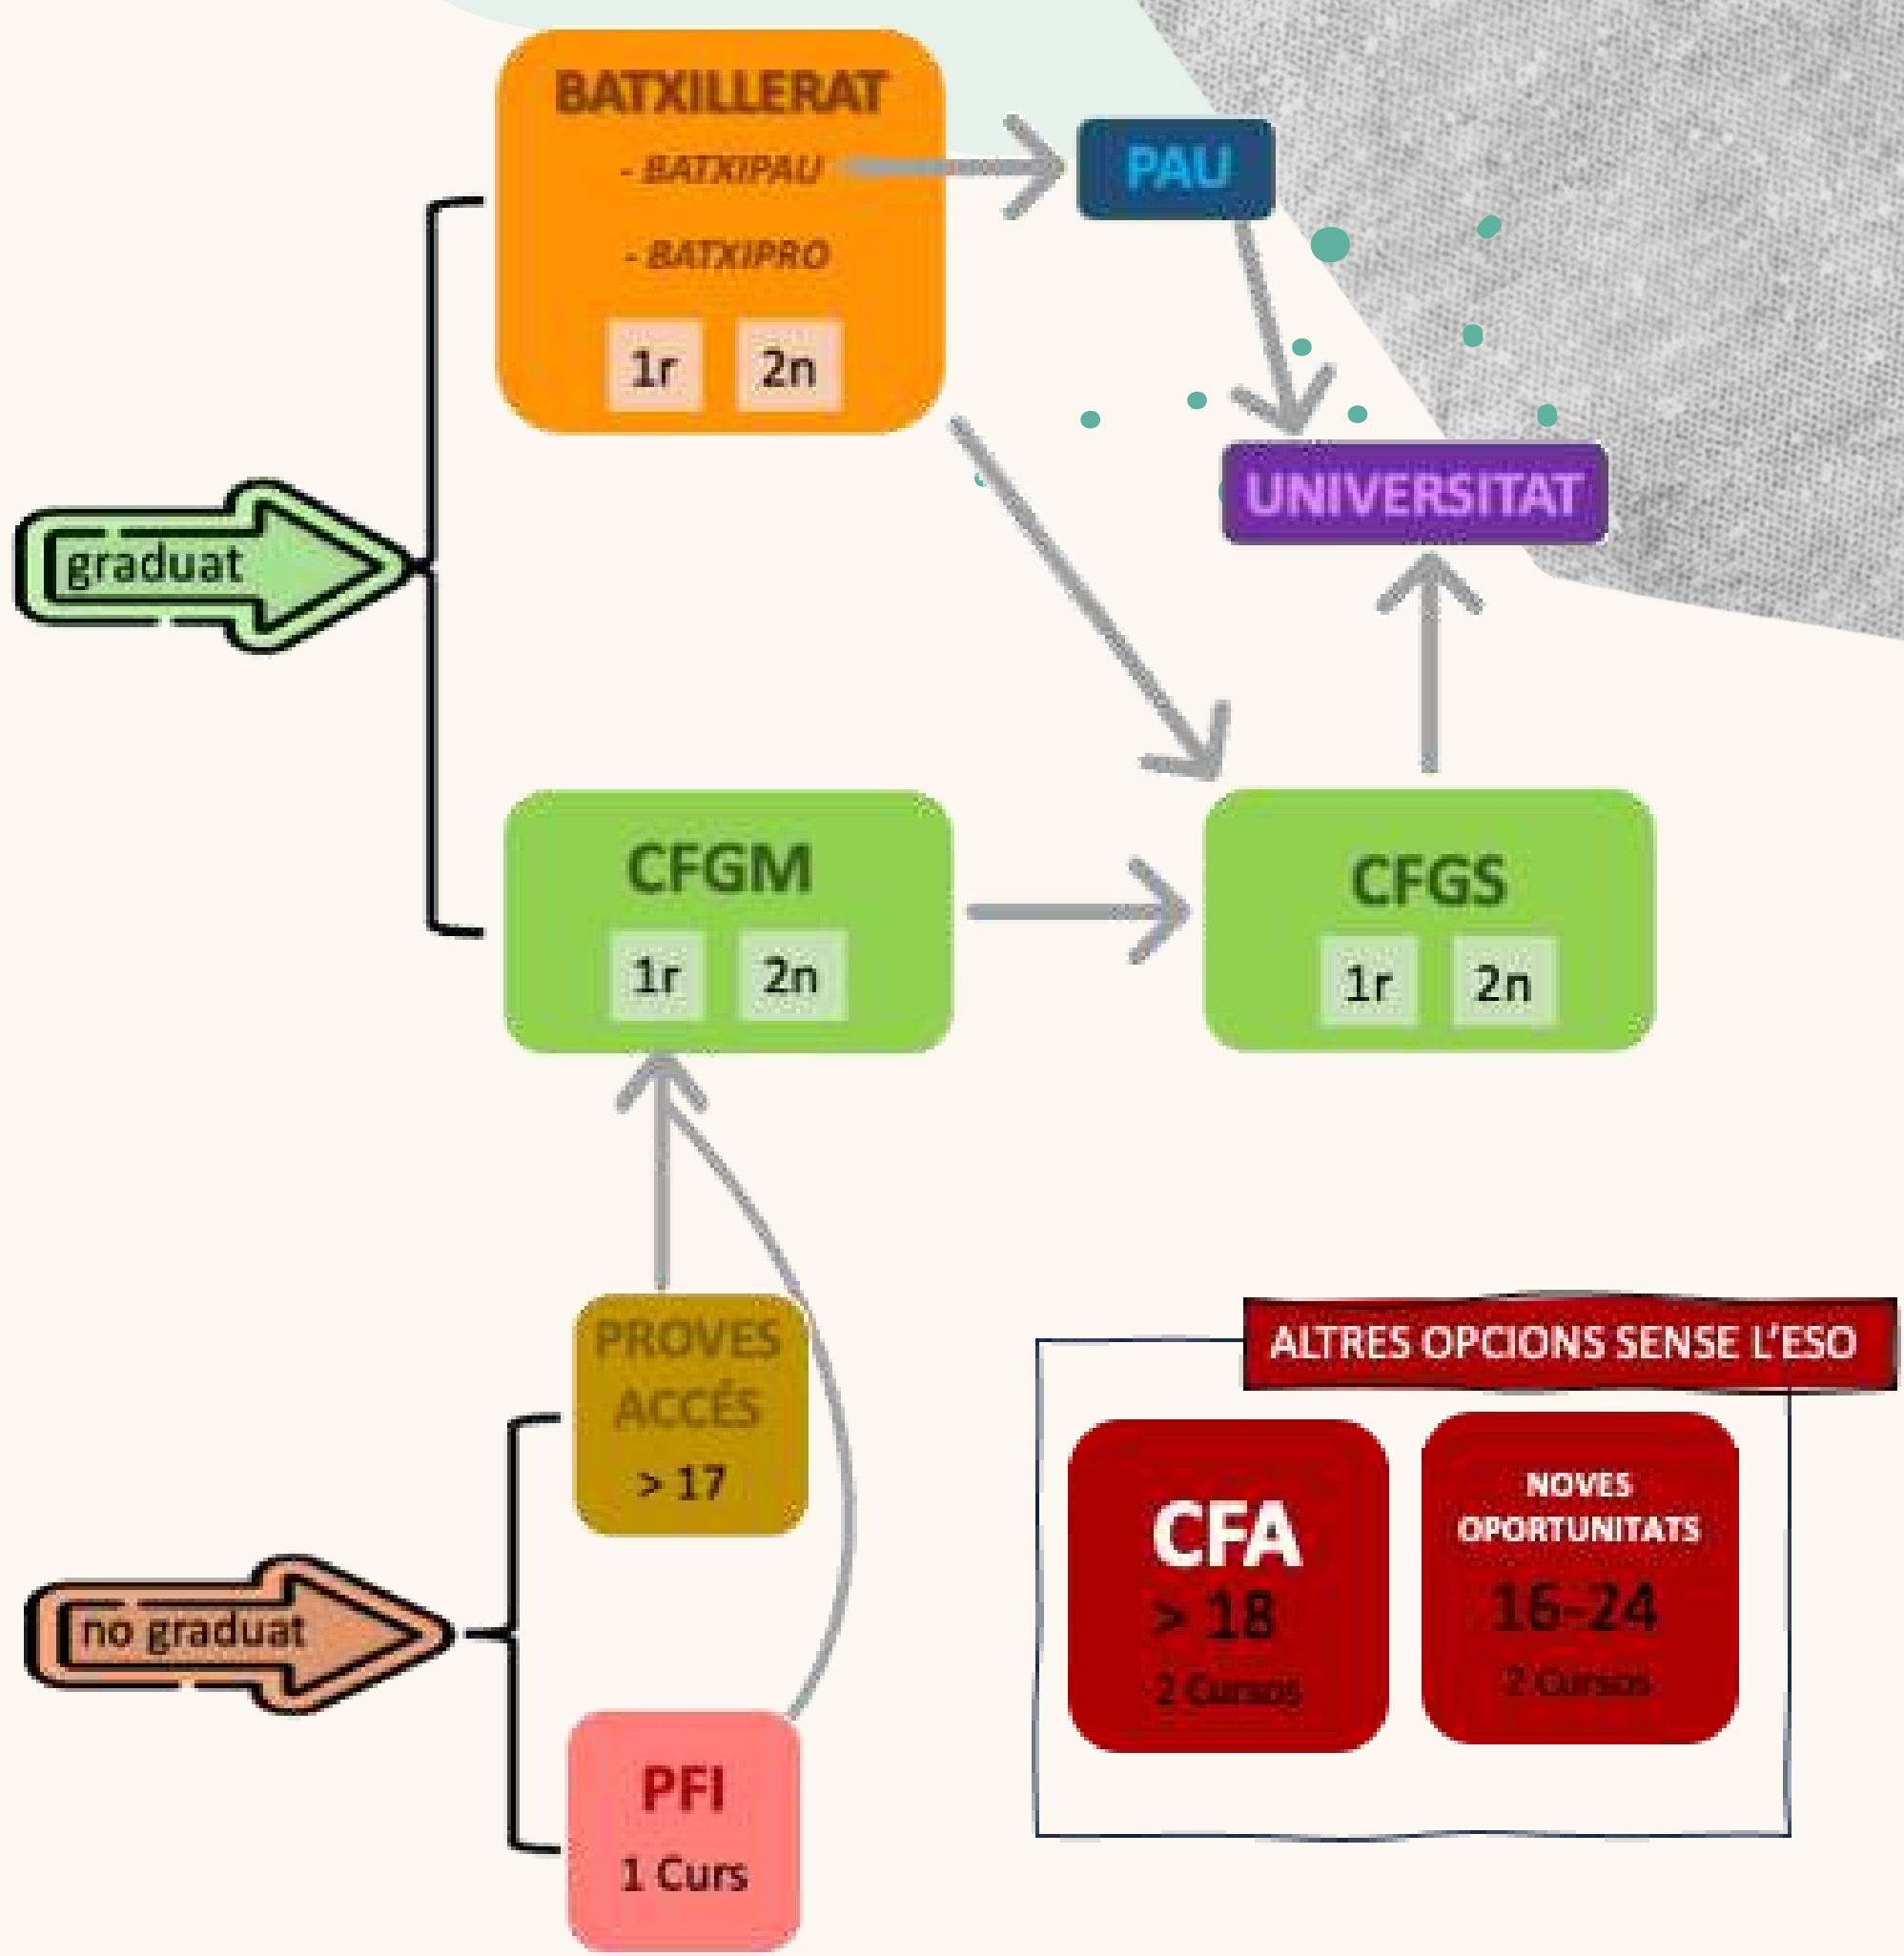 BATXILLERAT
- BATXIPAU
- BATXIPRO
1r 2n
PAU
UNIVERSITAT
graduat
CFGM
1r 2n
CFGS
1r 2n
PROVES
ACCÉS
> 17
no graduat
PFI
1 Curs
ALTRES OPCIONS SENSE L'ESO
CFA
> 18
2 Cursos
NOVES
OPORTUNITATS
16-24
2 Cursos